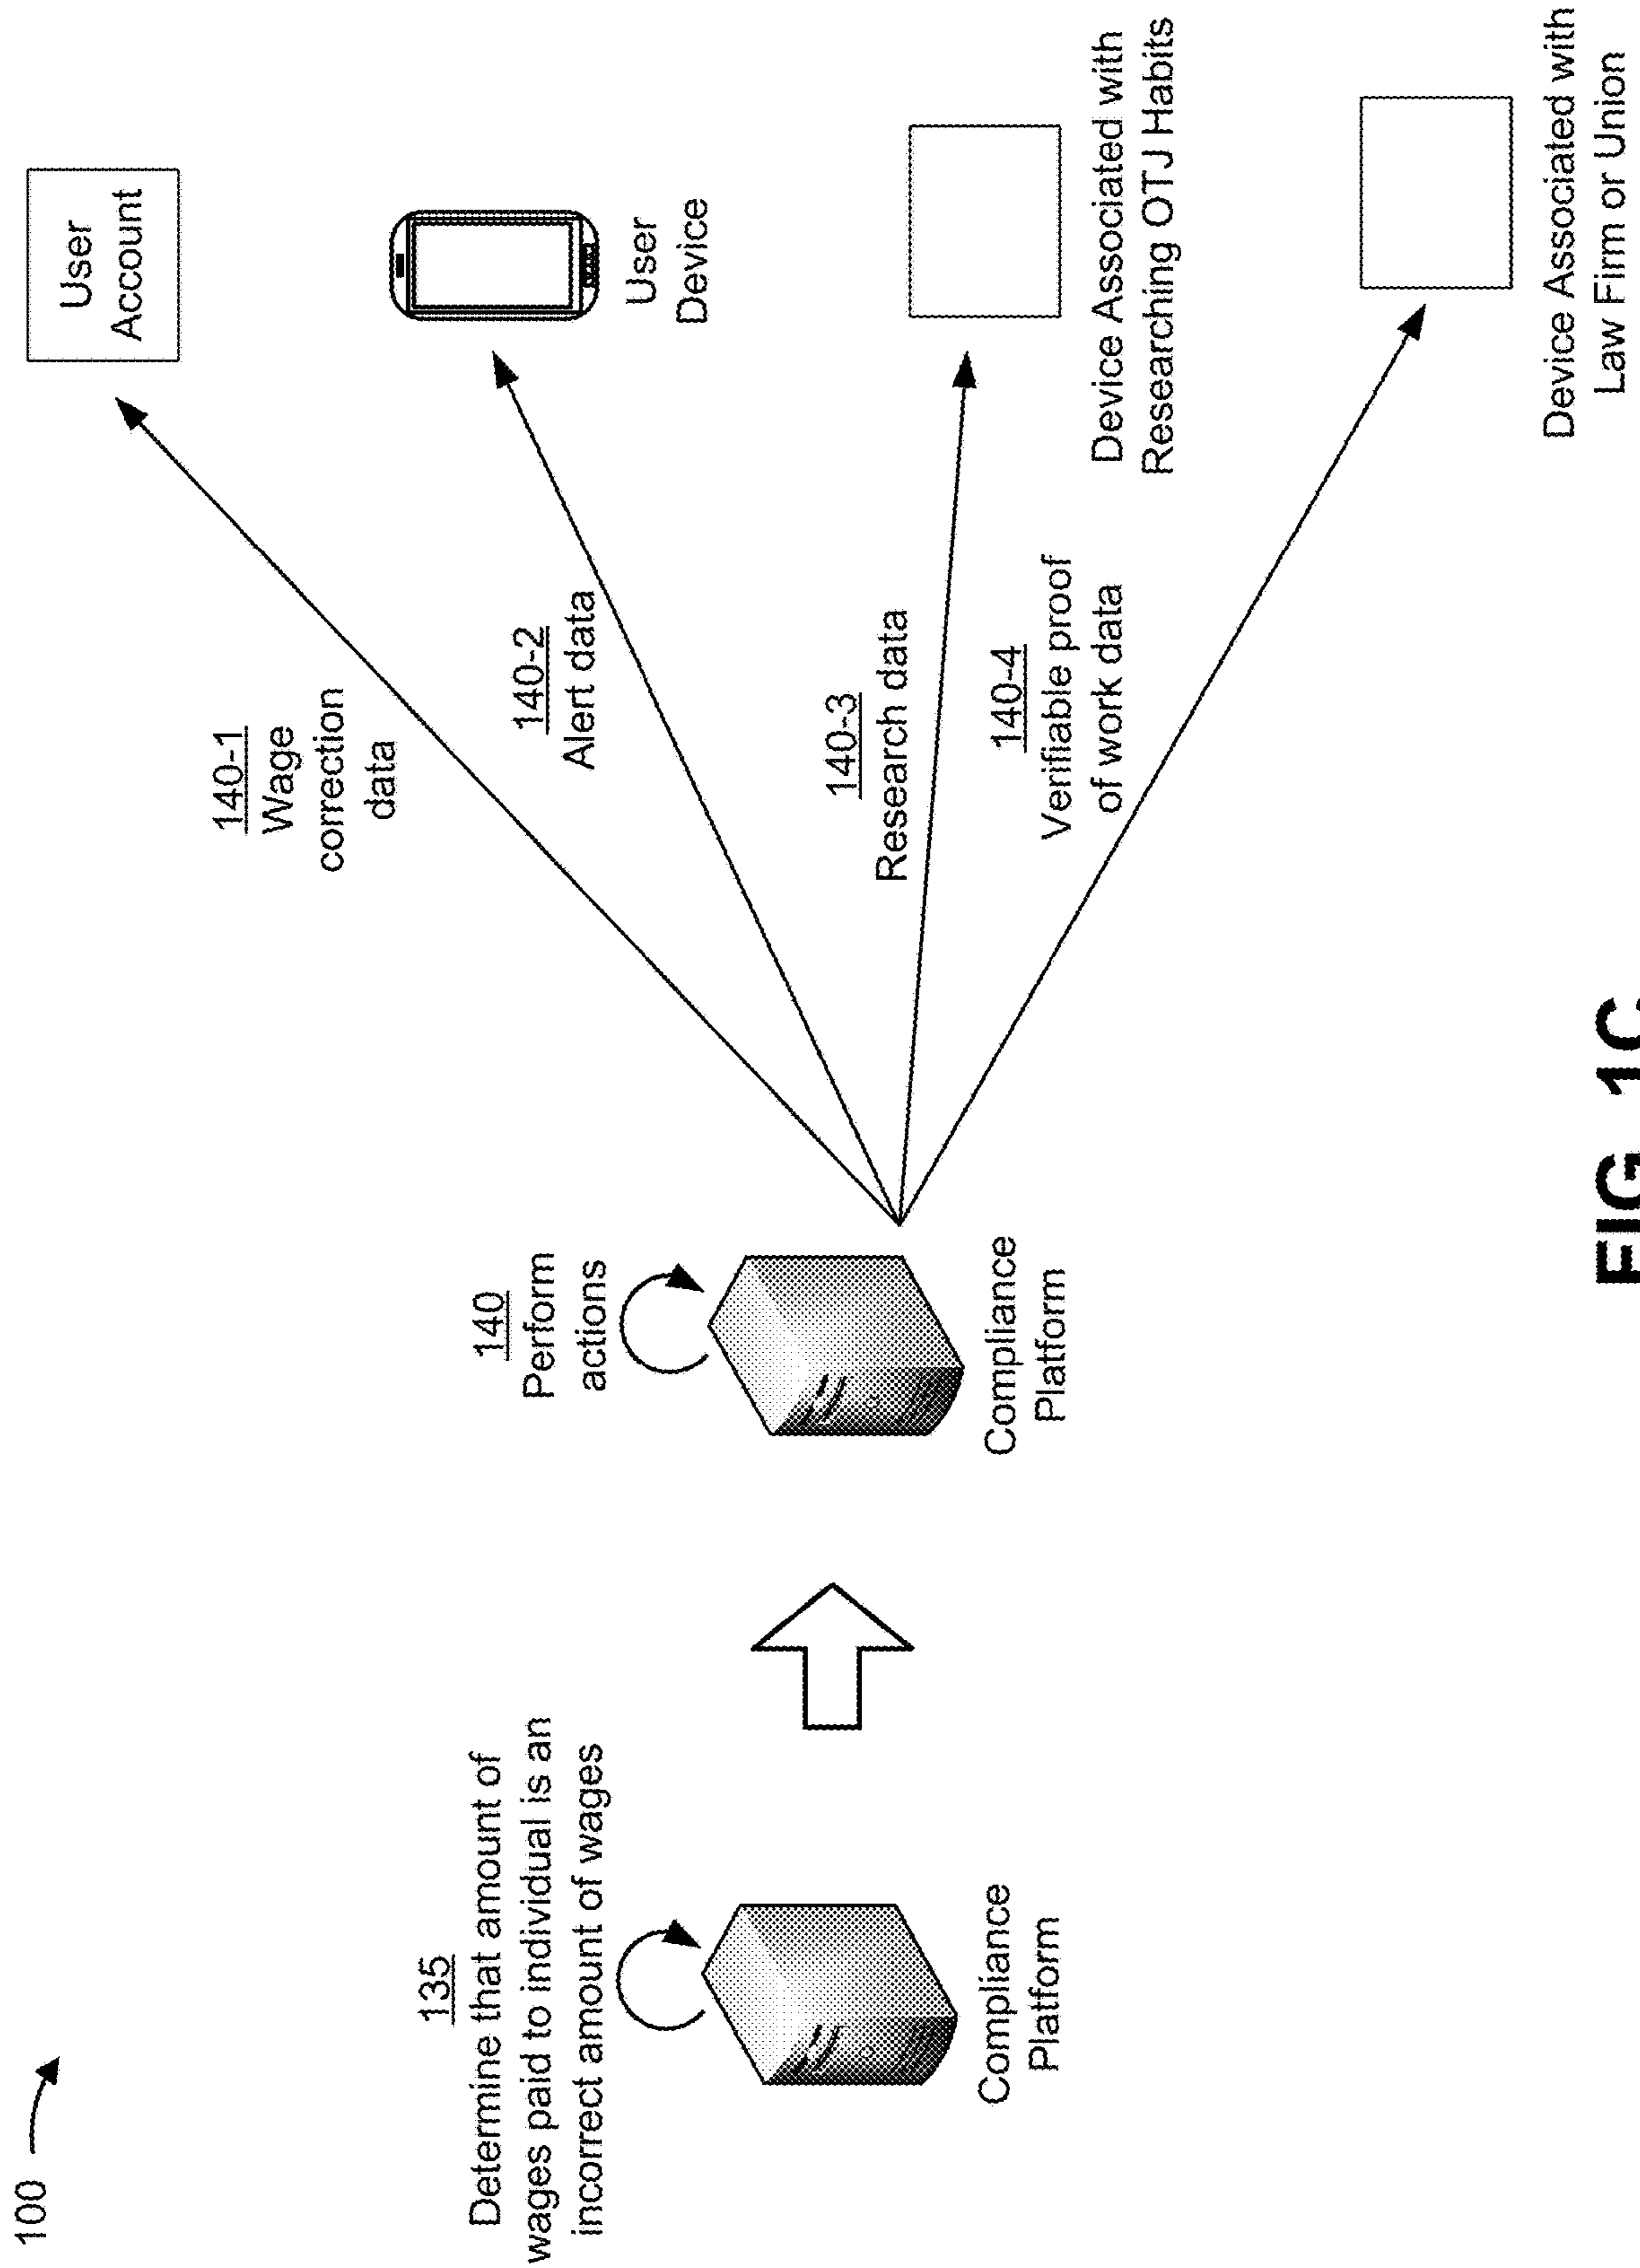 100
135
Determine that amount of
wages paid to individual is an
incorrect amount of wages
Compliance
Platform
140
Perform
actions
Compliance
Platform
140-1
Wage
correction
data
140-2
Alert data
140-3
Research data
140-4
Verifiable proof
of work data
User
Account
User
Device
Device Associated with
Researching OTJ Habits
Device Associated with
Law Firm or Union
FIG. 1C